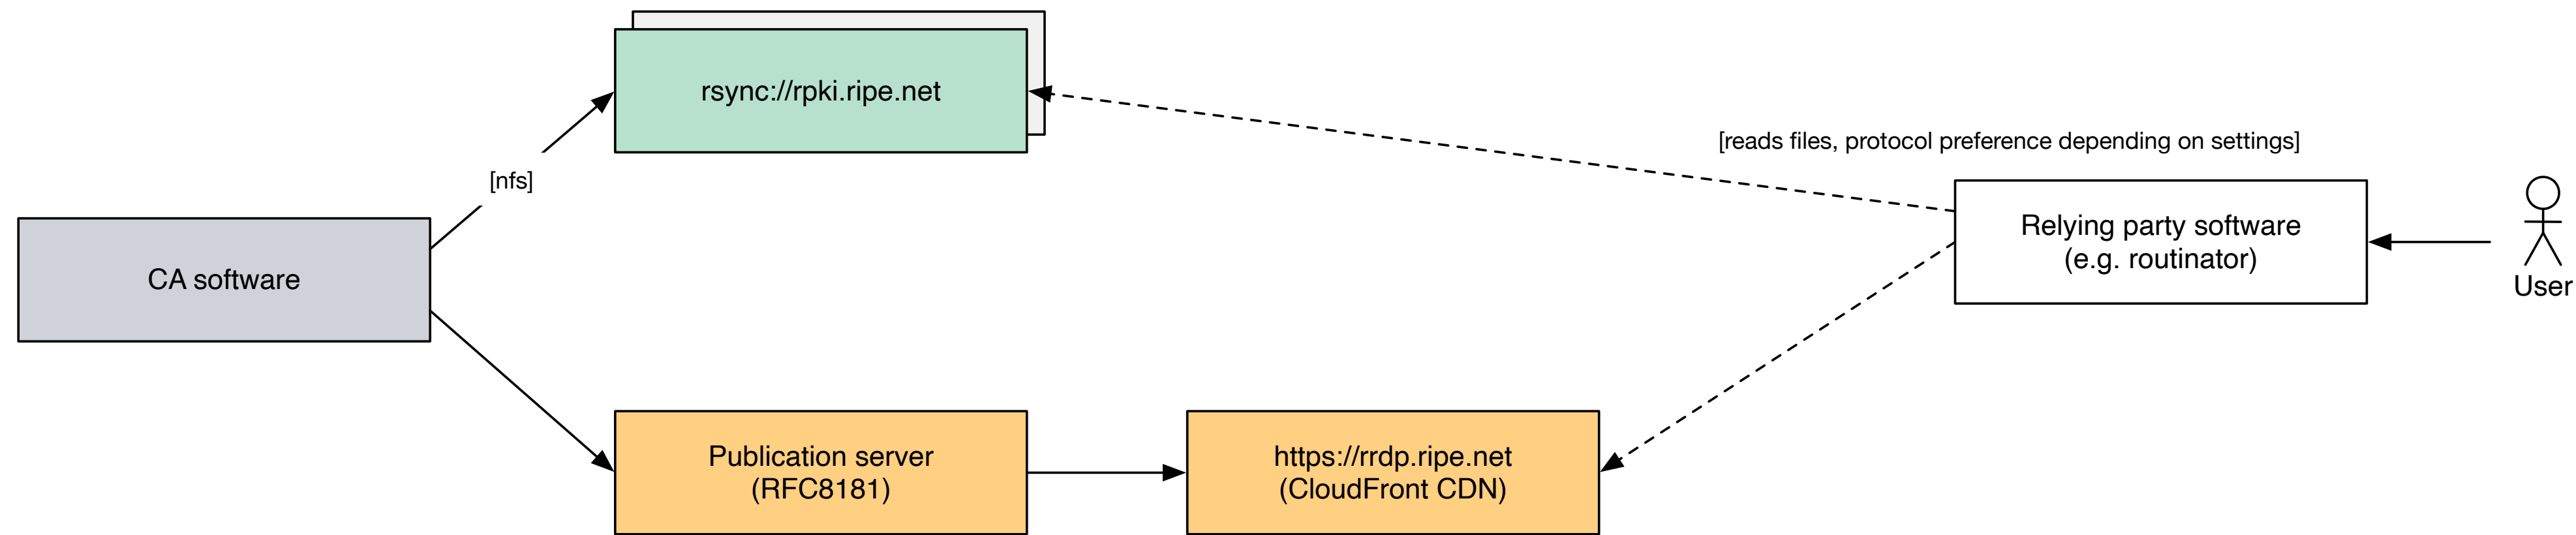 rsync://rpki.ripe.net
[reads files, protocol preference depending on settings]
[nfs]
CA software
Relying party software
(e.g. routinator)
User
Publication server
(RFC8181)
https://rrdp.ripe.net
(CloudFront CDN)